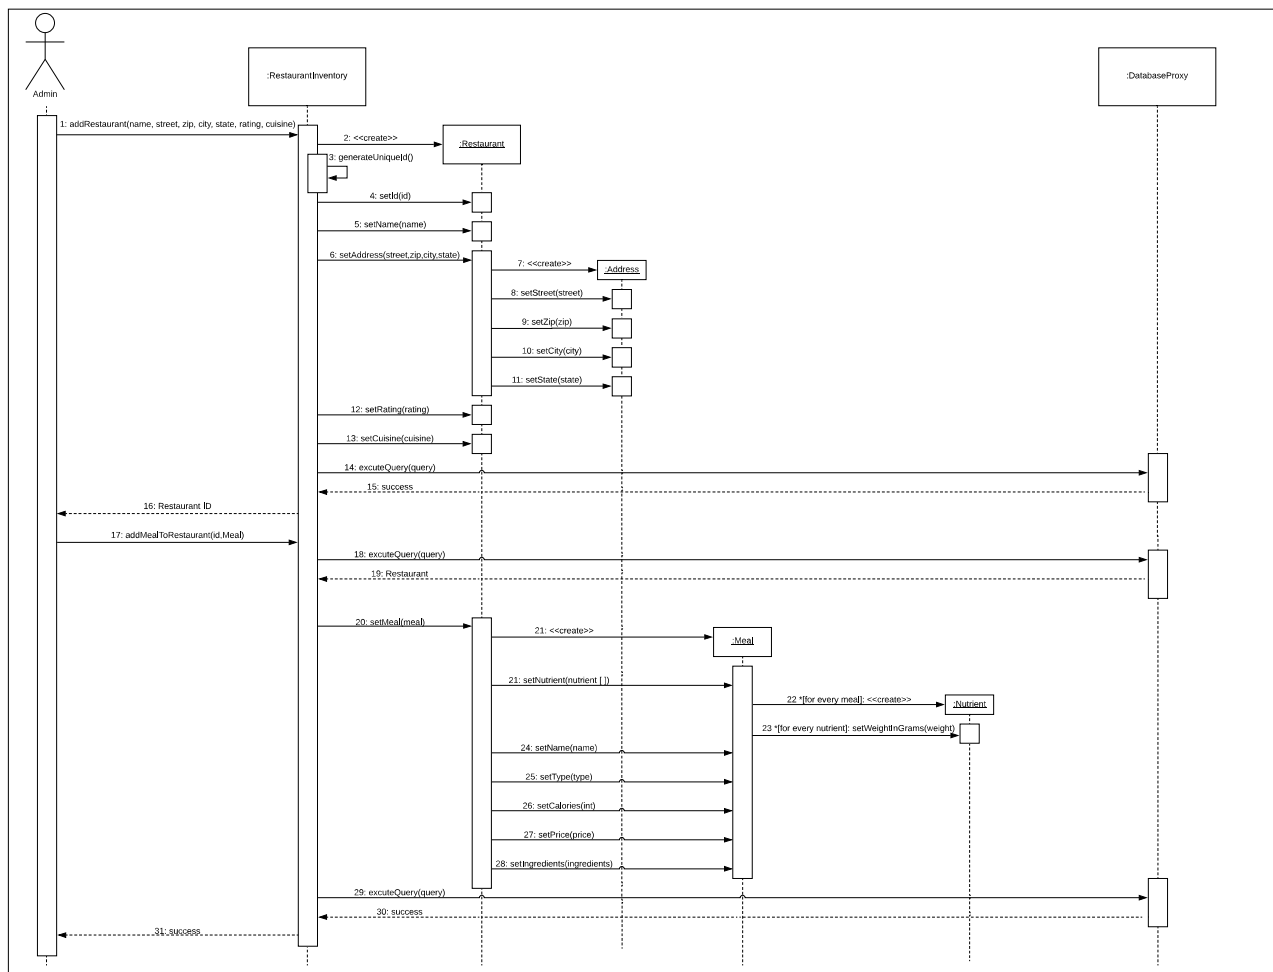 :RestaurantInventory
:DatabaseProxy
Admin
1: addRestaurant(name, street, zip, city, state, rating, cuisine)
2: <<create>>
:Restaurant
3: generateUniqueId()
4: setId(id)
5: setName(name)
6: setAddress(street,zip,city,state)
7: <<create>>
:Address
8: setStreet(street)
9: setZip(zip)
10: setCity(city)
11: setState(state)
12: setRating(rating)
13: setCuisine(cuisine)
14: excuteQuery(query)
15: success
16: Restaurant ID
17: addMealToRestaurant(id,Meal)
18: excuteQuery(query)
19: Restaurant
20: setMeal(meal)
21: <<create>>
:Meal
21: setNutrient(nutrient [ ])
22 *[for every meal]: <<create>>
:Nutrient
23 *[for every nutrient]: setWeightInGrams(weight)
24: setName(name)
25: setType(type)
26: setCalories(int)
27: setPrice(price)
28: setIngredients(ingredients)
29: excuteQuery(query)
30: success
31: success